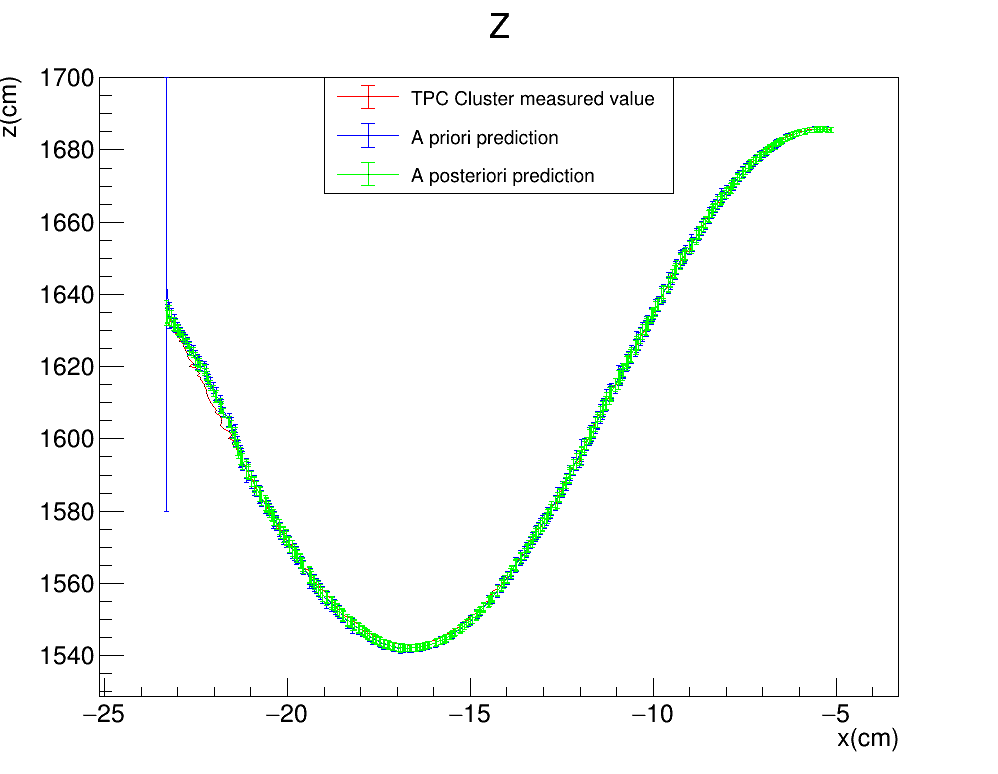 Z
z(cm)
1700
1680
1660
1640
1620
1600
1580
1560
1540
TPC Cluster measured value
A priori prediction
A posteriori prediction
−25
−20
−15
−10
−5
x(cm)